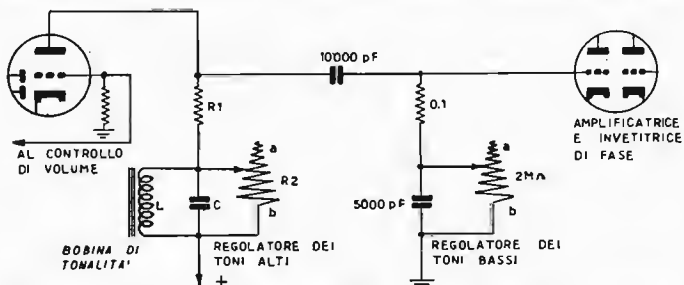 10000 pF
R1
0.1
AL CONTROLLO
DI VOLUME
AMPLIFICATRICE
E INVETITRICE
DI FASE
a
R2
b
L
C
a
2MΩ
b
5000 pF
BOBINA DI
TONALITA'
REGOLATORE DEI
TONI ALTI
REGOLATORE DEI
TONI BASSI
+